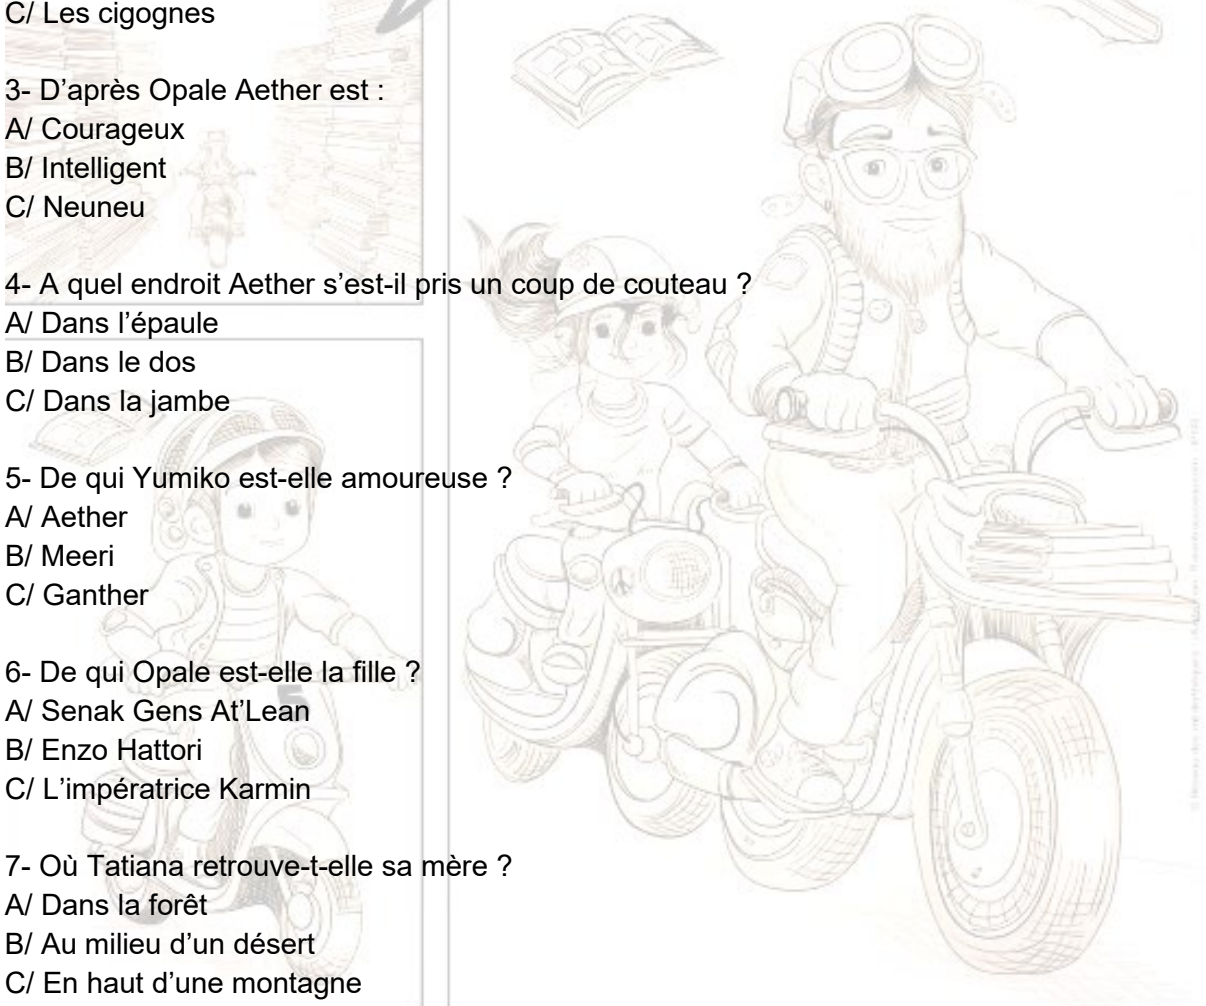 C/ Les cigognes
3- D’après Opale Aether est :
A/ Courageux
B/ Intelligent
C/ Neuneu
4- A quel endroit Aether s’est-il pris un coup de couteau ?
A/ Dans l’épaule
B/ Dans le dos
C/ Dans la jambe
5- De qui Yumiko est-elle amoureuse ?
A/ Aether
B/ Meeri
C/ Ganther
6- De qui Opale est-elle la fille ?
A/ Senak Gens At’Lean
B/ Enzo Hattori
C/ L’impératrice Karmin
7- Où Tatiana retrouve-t-elle sa mère ?
A/ Dans la forêt
B/ Au milieu d’un désert
C/ En haut d’une montagne